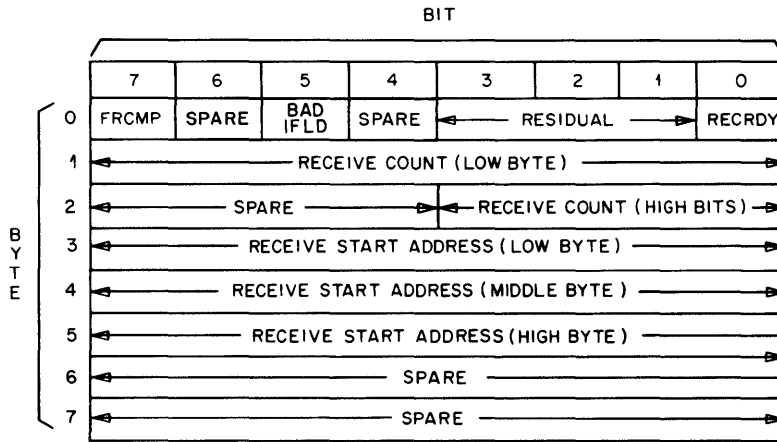 BIT
7 6 5 4 3 2 1 0
0 FRCMP SPARE BAD IFLD SPARE RESIDUAL RECRDY
1 RECEIVE COUNT (LOW BYTE)
2 SPARE RECEIVE COUNT (HIGH BITS)
3 RECEIVE START ADDRESS (LOW BYTE)
4 RECEIVE START ADDRESS (MIDDLE BYTE)
5 RECEIVE START ADDRESS (HIGH BYTE)
6 SPARE
7 SPARE
BYTE